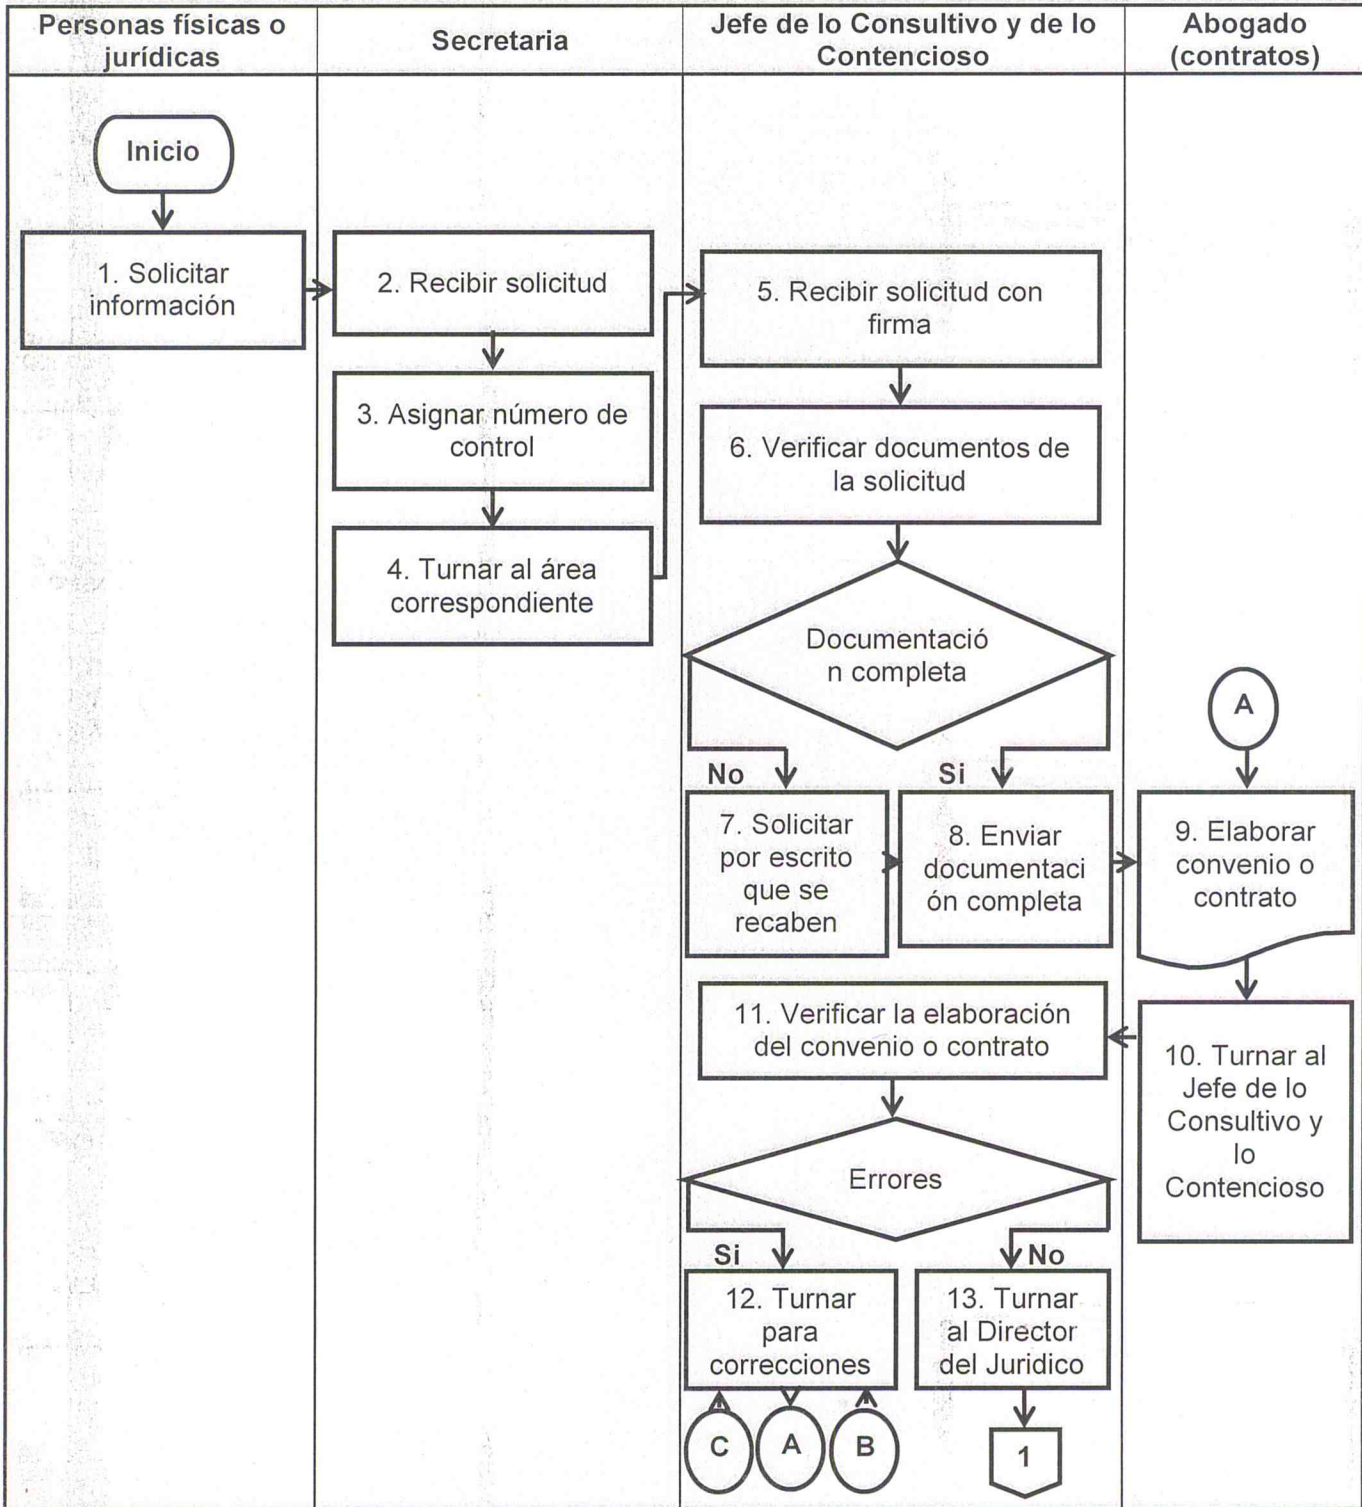 Personas físicas o
jurídicas
Secretaria
Jefe de lo Consultivo y de lo
Contencioso
Abogado
(contratos)
Inicio
1. Solicitar
información
2. Recibir solicitud
3. Asignar número de
control
4. Turnar al área
correspondiente
5. Recibir solicitud con
firma
6. Verificar documentos de
la solicitud
Documentació
n completa
No
Si
7. Solicitar
por escrito
que se
recaben
8. Enviar
documentaci
ón completa
A
9. Elaborar
convenio o
contrato
10. Turnar al
Jefe de lo
Consultivo y
lo
Contencioso
11. Verificar la elaboración
del convenio o contrato
Errores
Si
No
12. Turnar
para
correcciones
13. Turnar
al Director
del Juridico
C
A
B
1